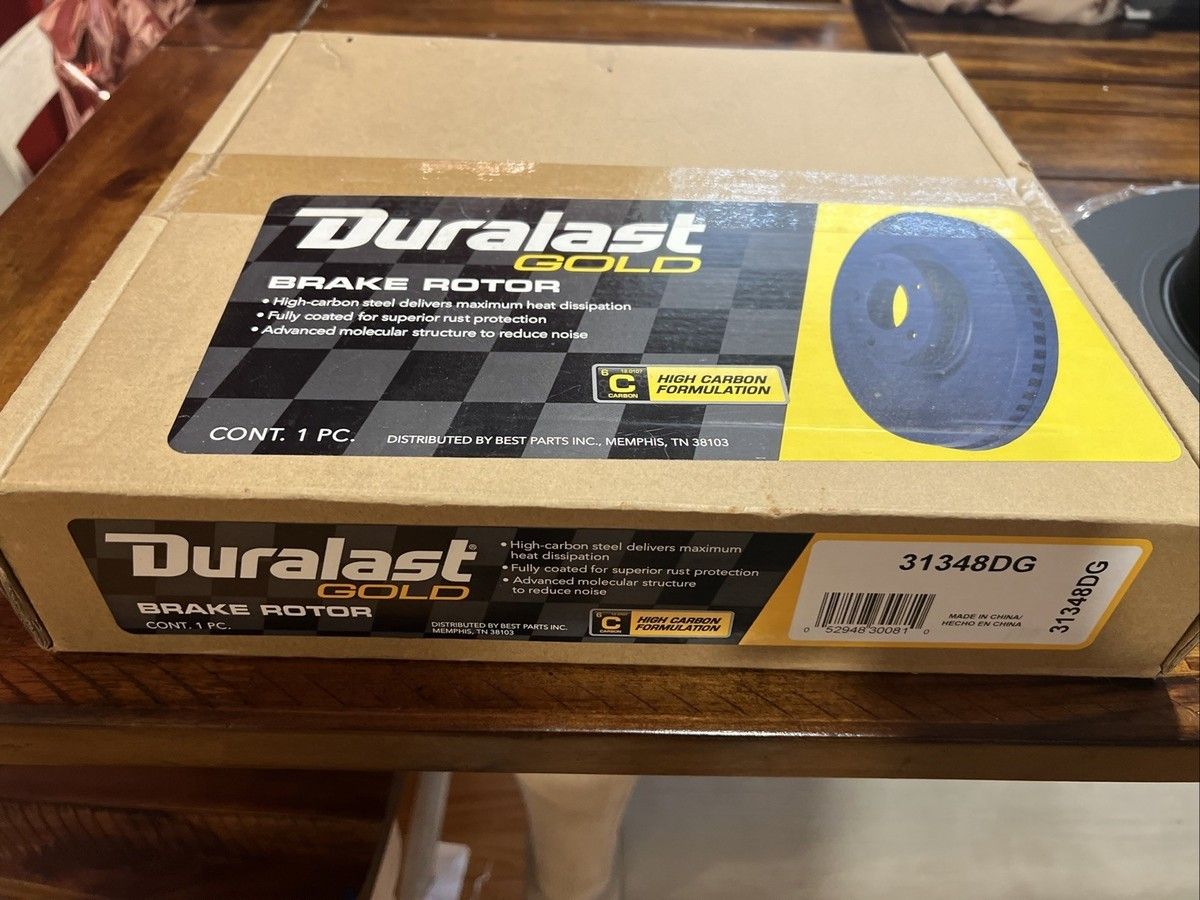 Duralast
GOLD
BRAKE ROTOR
• High-carbon steel delivers maximum heat dissipation
• Fully coated for superior rust protection
• Advanced molecular structure to reduce noise
6 12.0107
C
CARBON
HIGH CARBON
FORMULATION
CONT. 1 PC.
DISTRIBUTED BY BEST PARTS INC., MEMPHIS, TN 38103
Duralast®
GOLD
BRAKE ROTOR
CONT. 1 PC.
• High-carbon steel delivers maximum
heat dissipation
• Fully coated for superior rust protection
• Advanced molecular structure
to reduce noise
DISTRIBUTED BY BEST PARTS INC.
MEMPHIS, TN 38103
6
C
CARBON
HIGH CARBON
FORMULATION
31348DG
0 52948 30081 0
MADE IN CHINA/
HECHO EN CHINA
31348DG